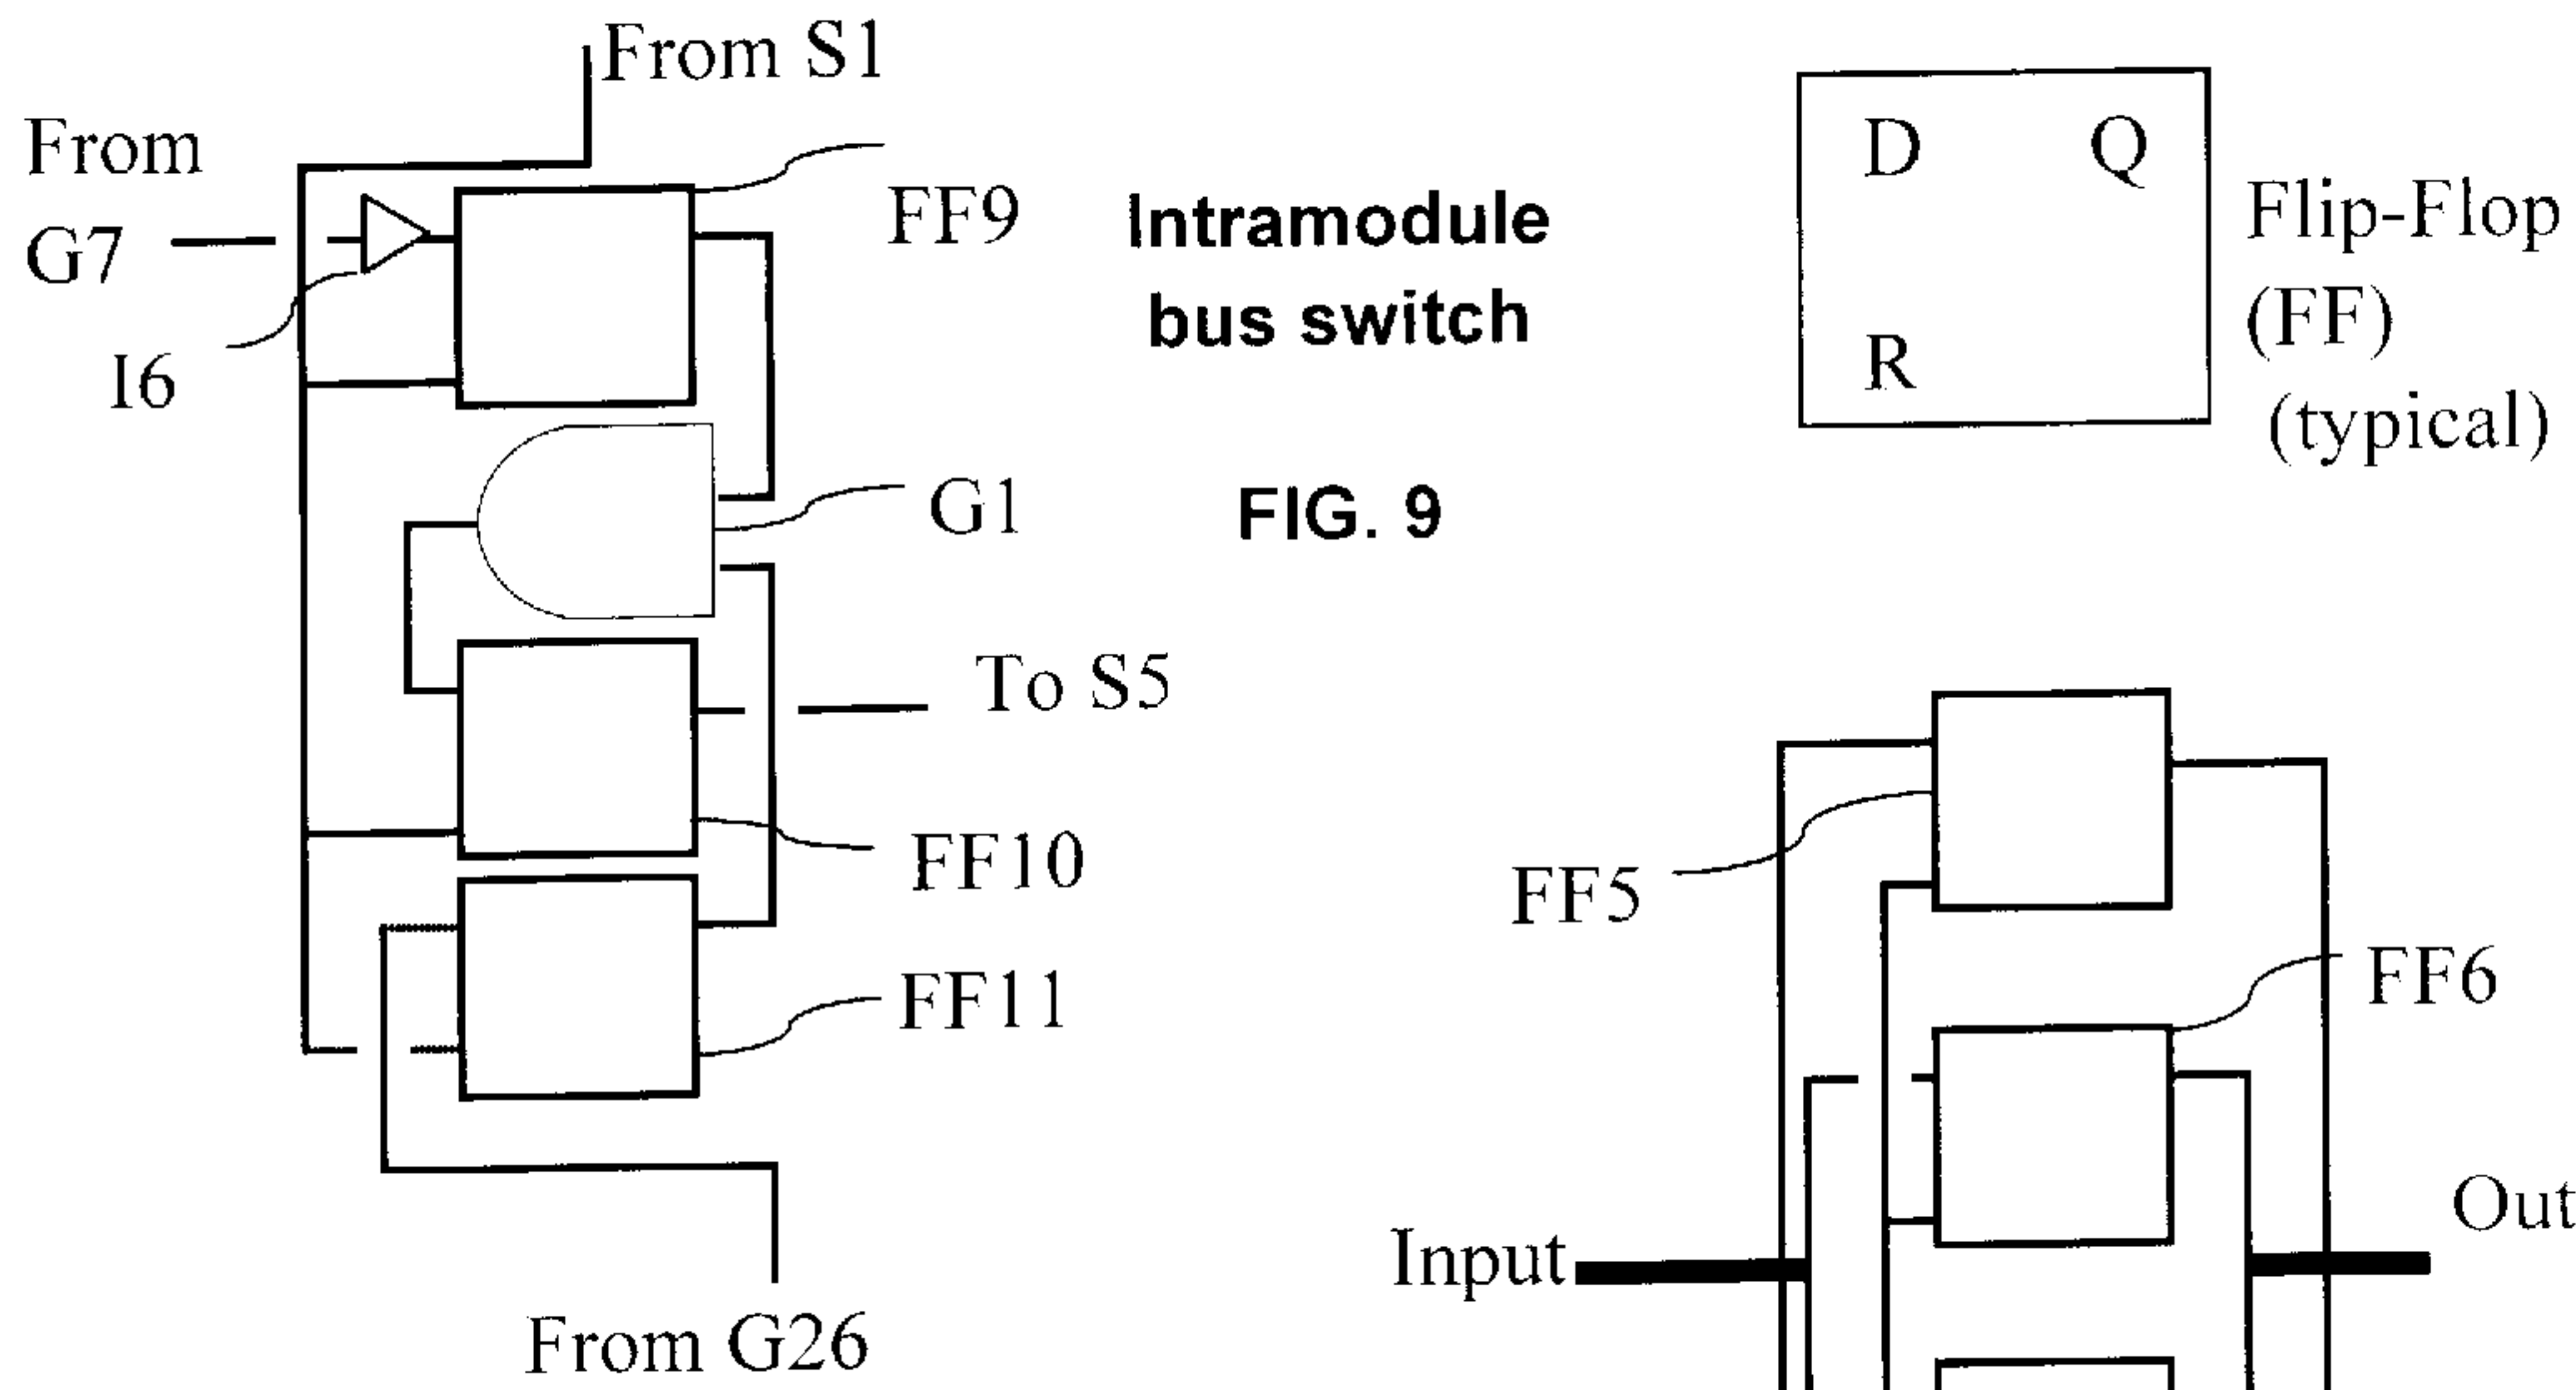 From S1
From
G7
I6
FF9
Intramodule
bus switch
FIG. 9
D Q
R
Flip-Flop
(FF)
(typical)
G1
To S5
FF10
FF11
From G26
FF5
FF6
Input
Out